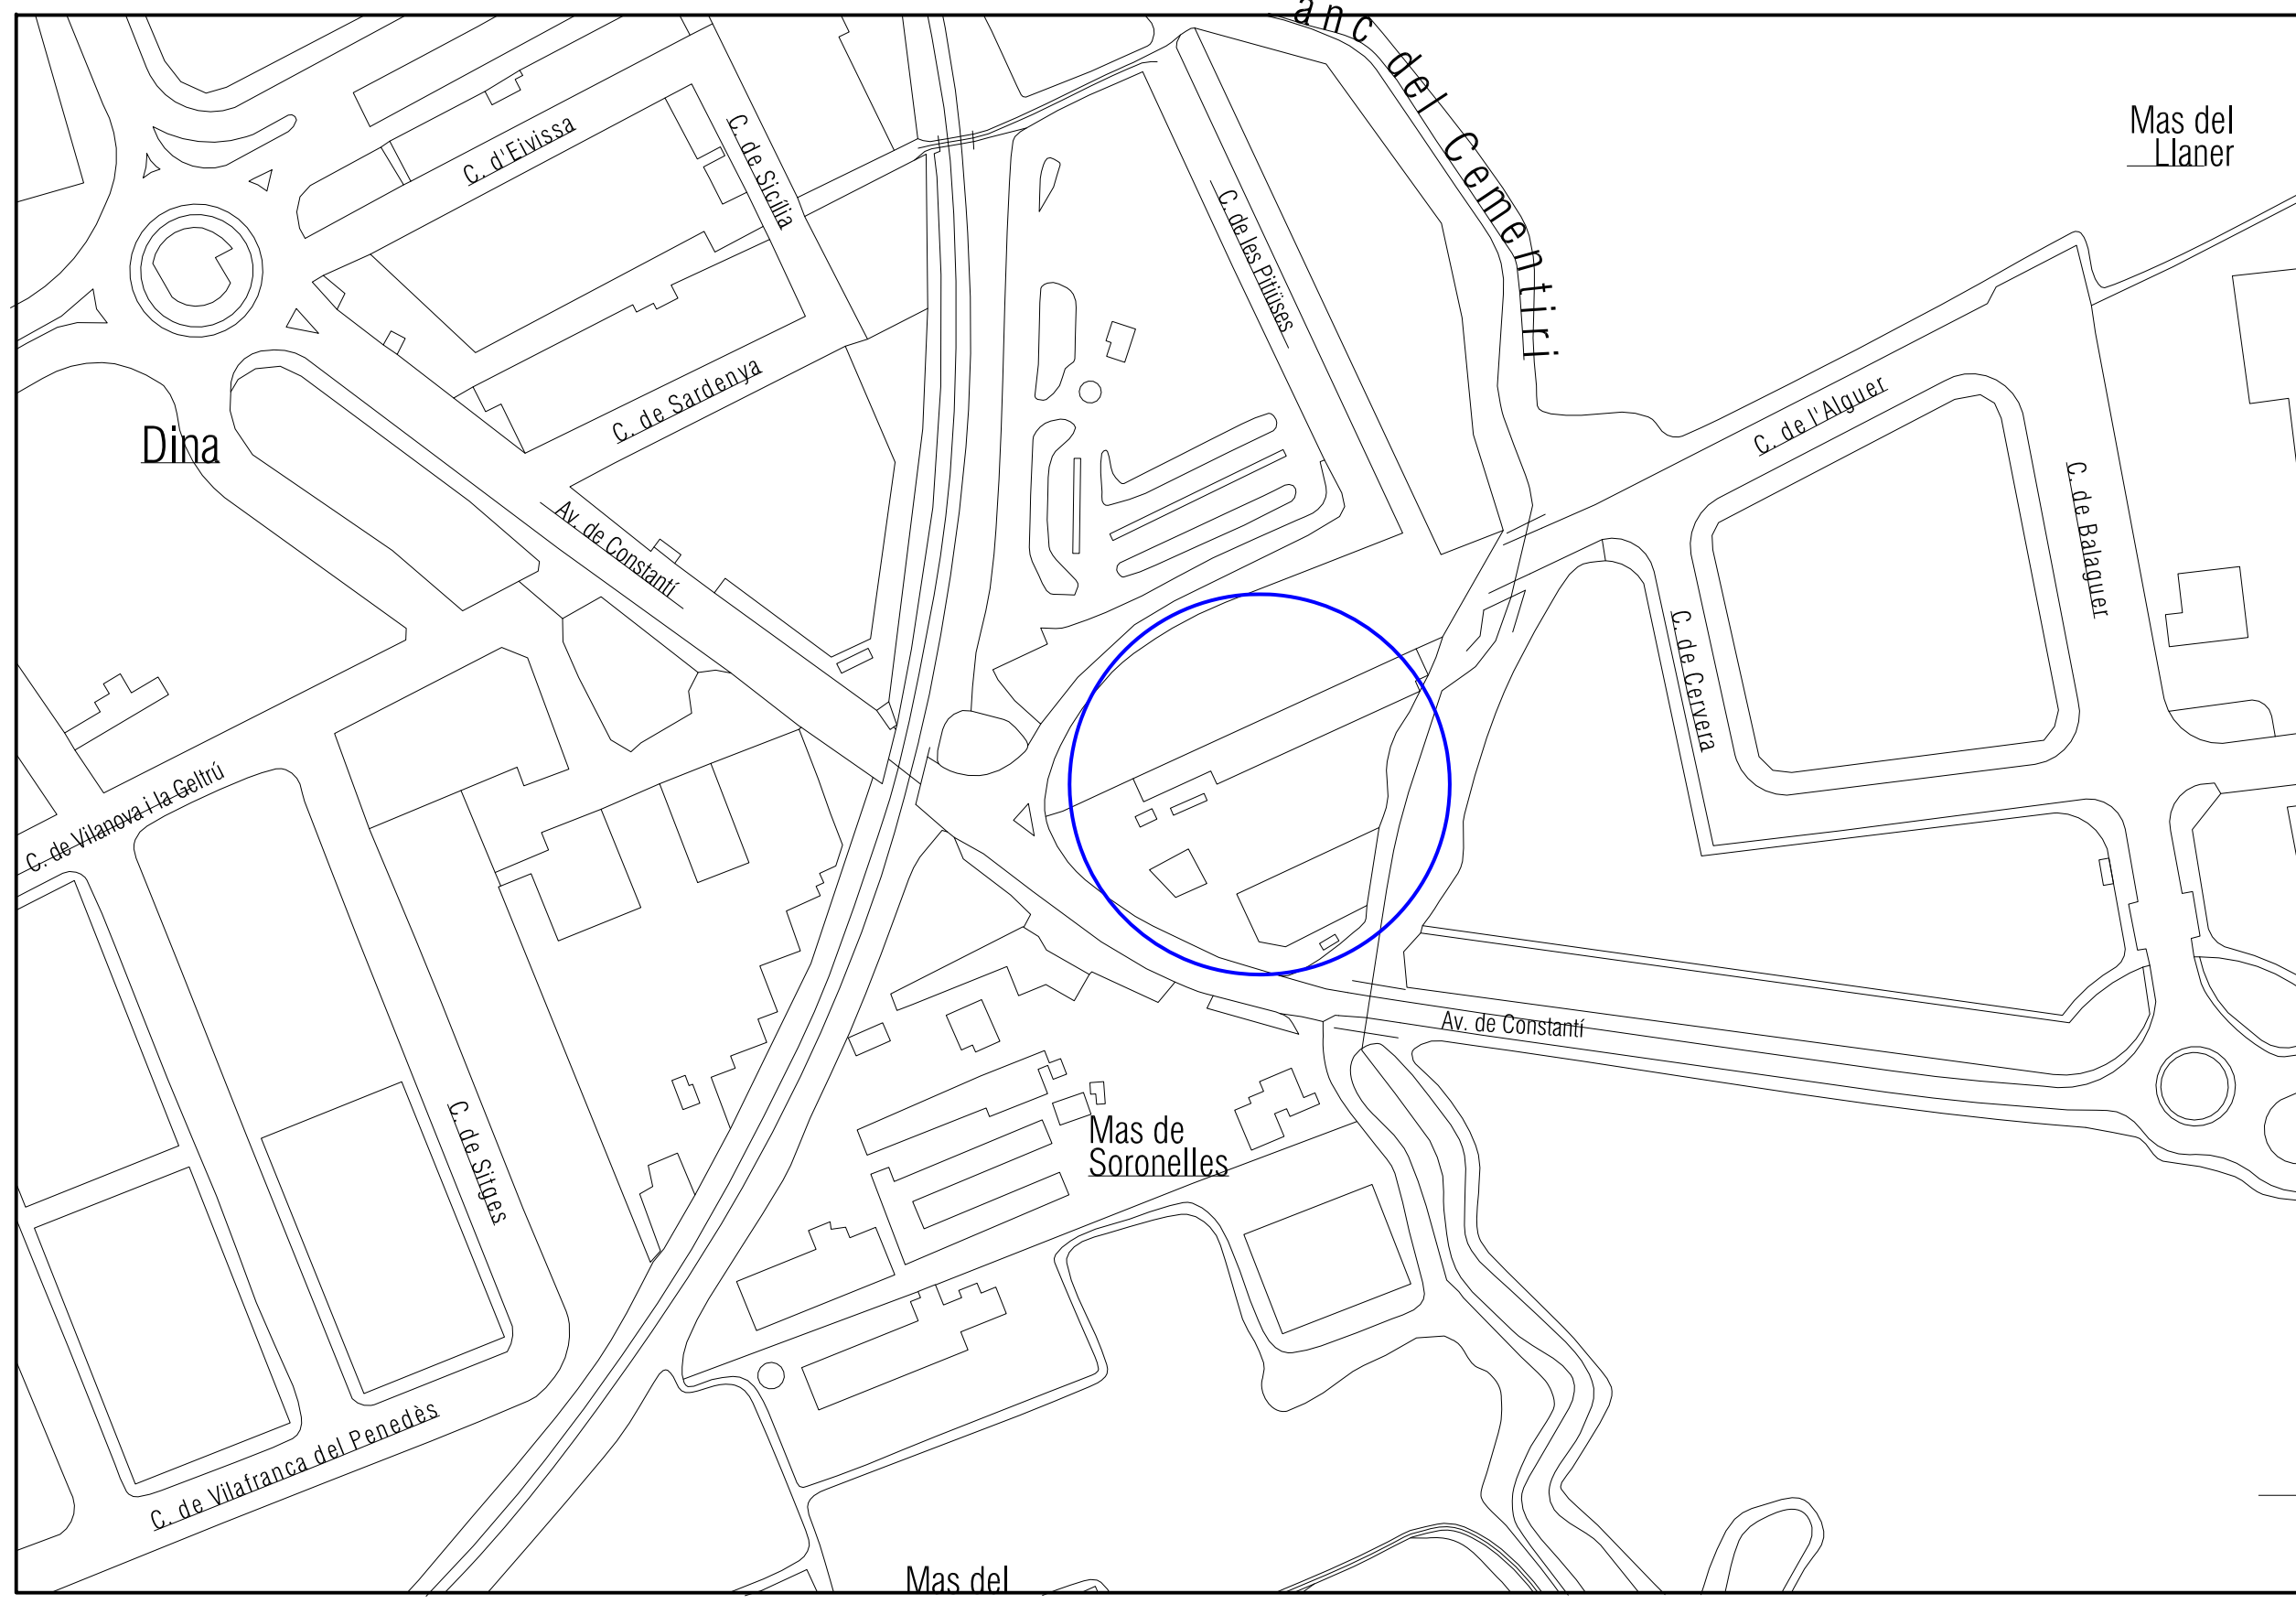 anc del Cementiri
Mas del
Llaner
C. d'Eivissa
C. de Sicília
C. de les Pitiüses
C. de Sardenya
C. de l'Alguer
Dina
Av. de Constantí
C. de Balaguer
C. de Cervera
C. de Vilanova i la Geltrú
Av. de Constantí
C. de Sitges
Mas de
Soronelles
C. de Vilafranca del Penedès
Mas del